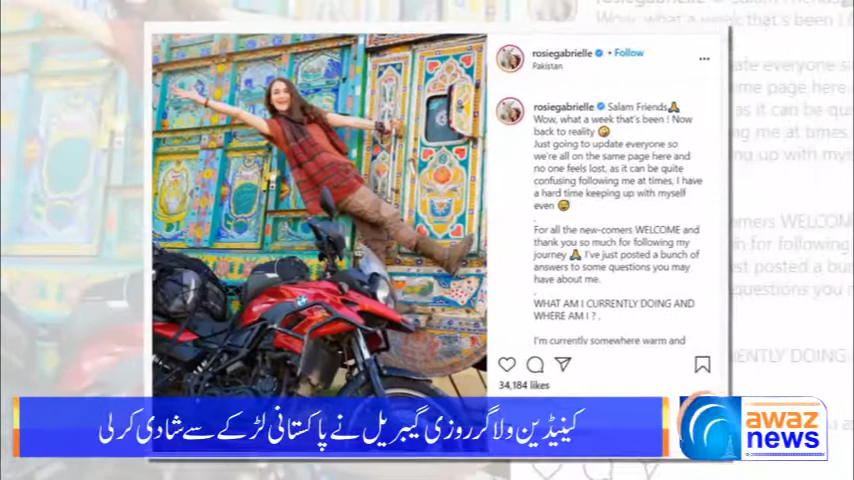 rosiegabrielle • Follow
Pakistan
rosiegabrielle Salam Friends🙏
Wow, what a week that's been ! Now
back to reality 😜
Just going to update everyone so
we're all on the same page here and
no one feels lost, as it can be quite
confusing following me at times, I have
a hard time keeping up with myself
even 😅
.
For all the new-comers WELCOME and
thank you so much for following my
journey 🙏 I've just posted a bunch of
answers to some questions you may
have about me.
.
WHAT AM I CURRENTLY DOING AND
WHERE AM I ? .
.
I'm currently somewhere warm and
34,184 likes
کینیڈین ولاگر روزی گیبریل نے پاکستانی لڑکے سے شادی کرلی
awaz
news